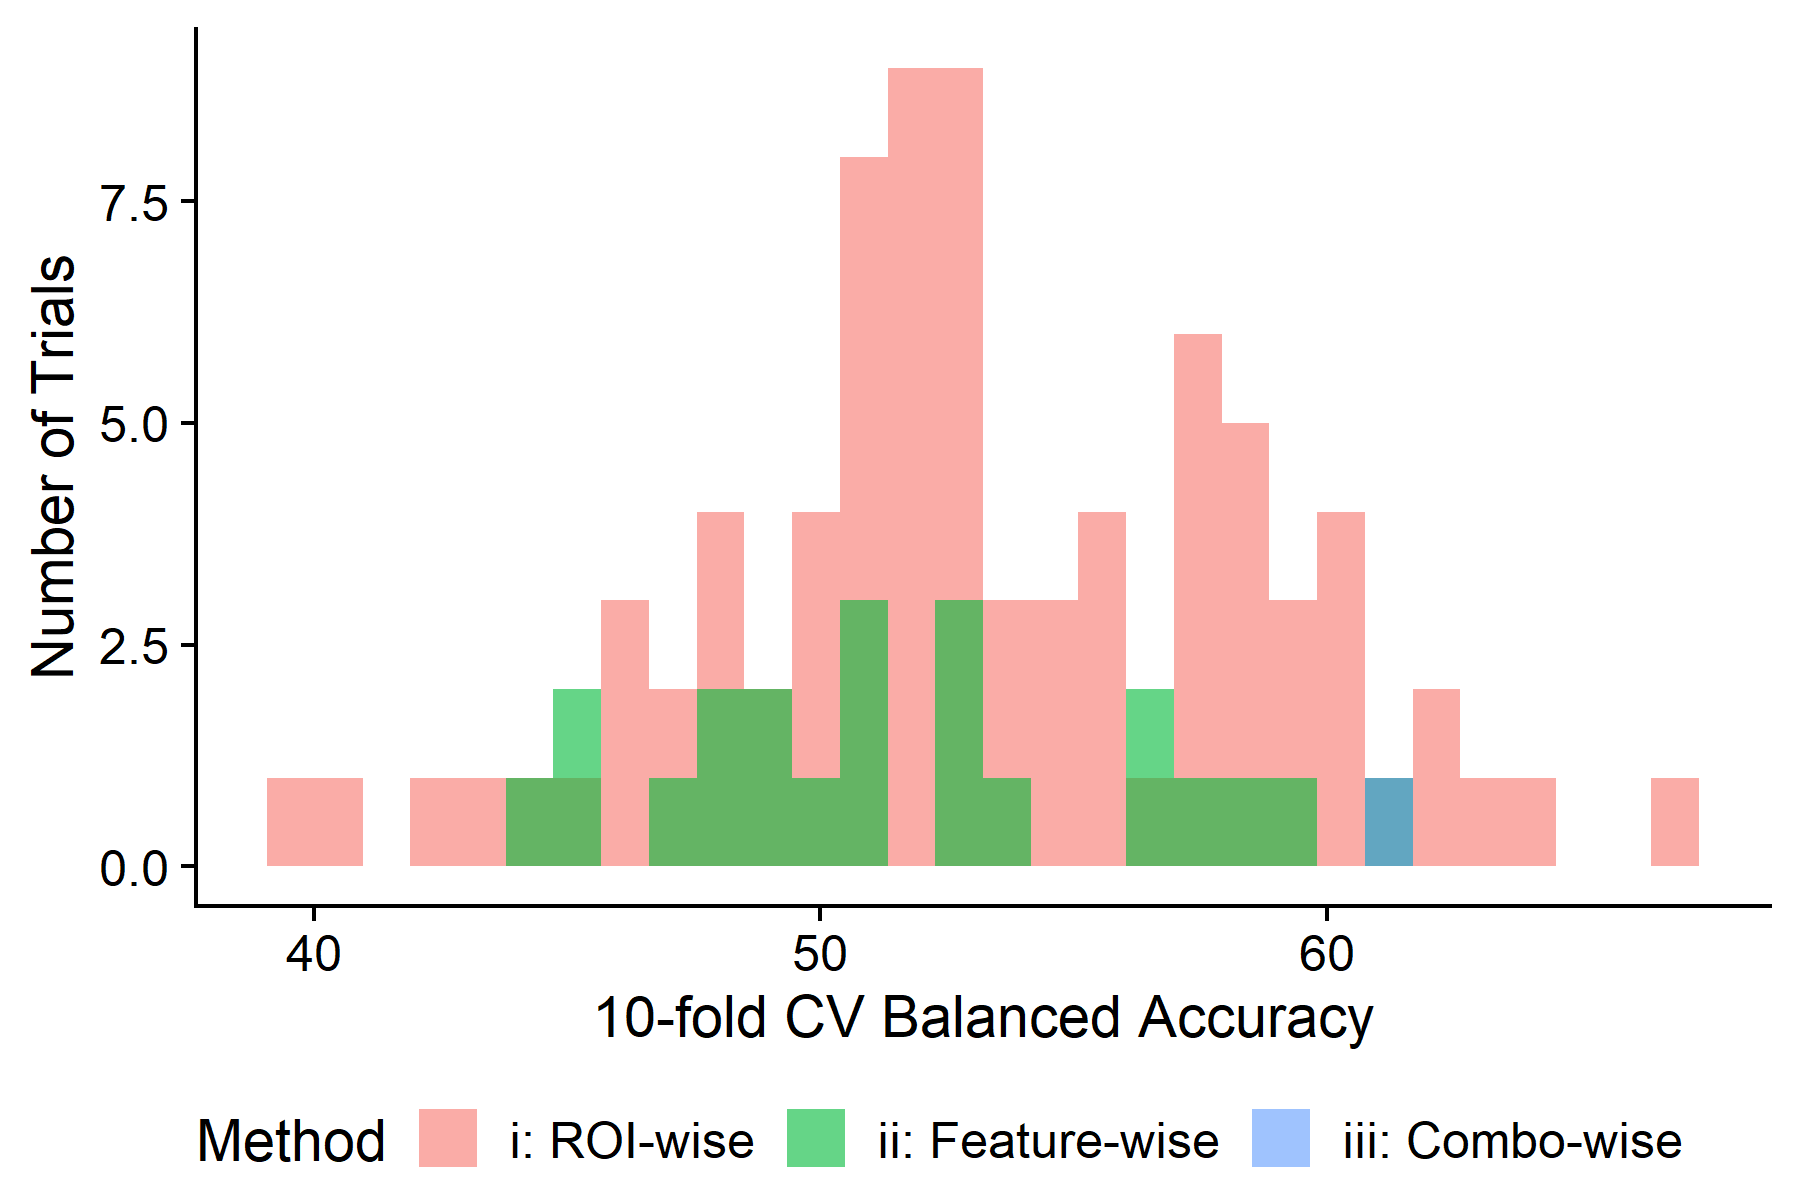 Number of Trials
7.5
5.0
2.5
0.0
40 50 60
10-fold CV Balanced Accuracy
Method i: ROI-wise ii: Feature-wise iii: Combo-wise